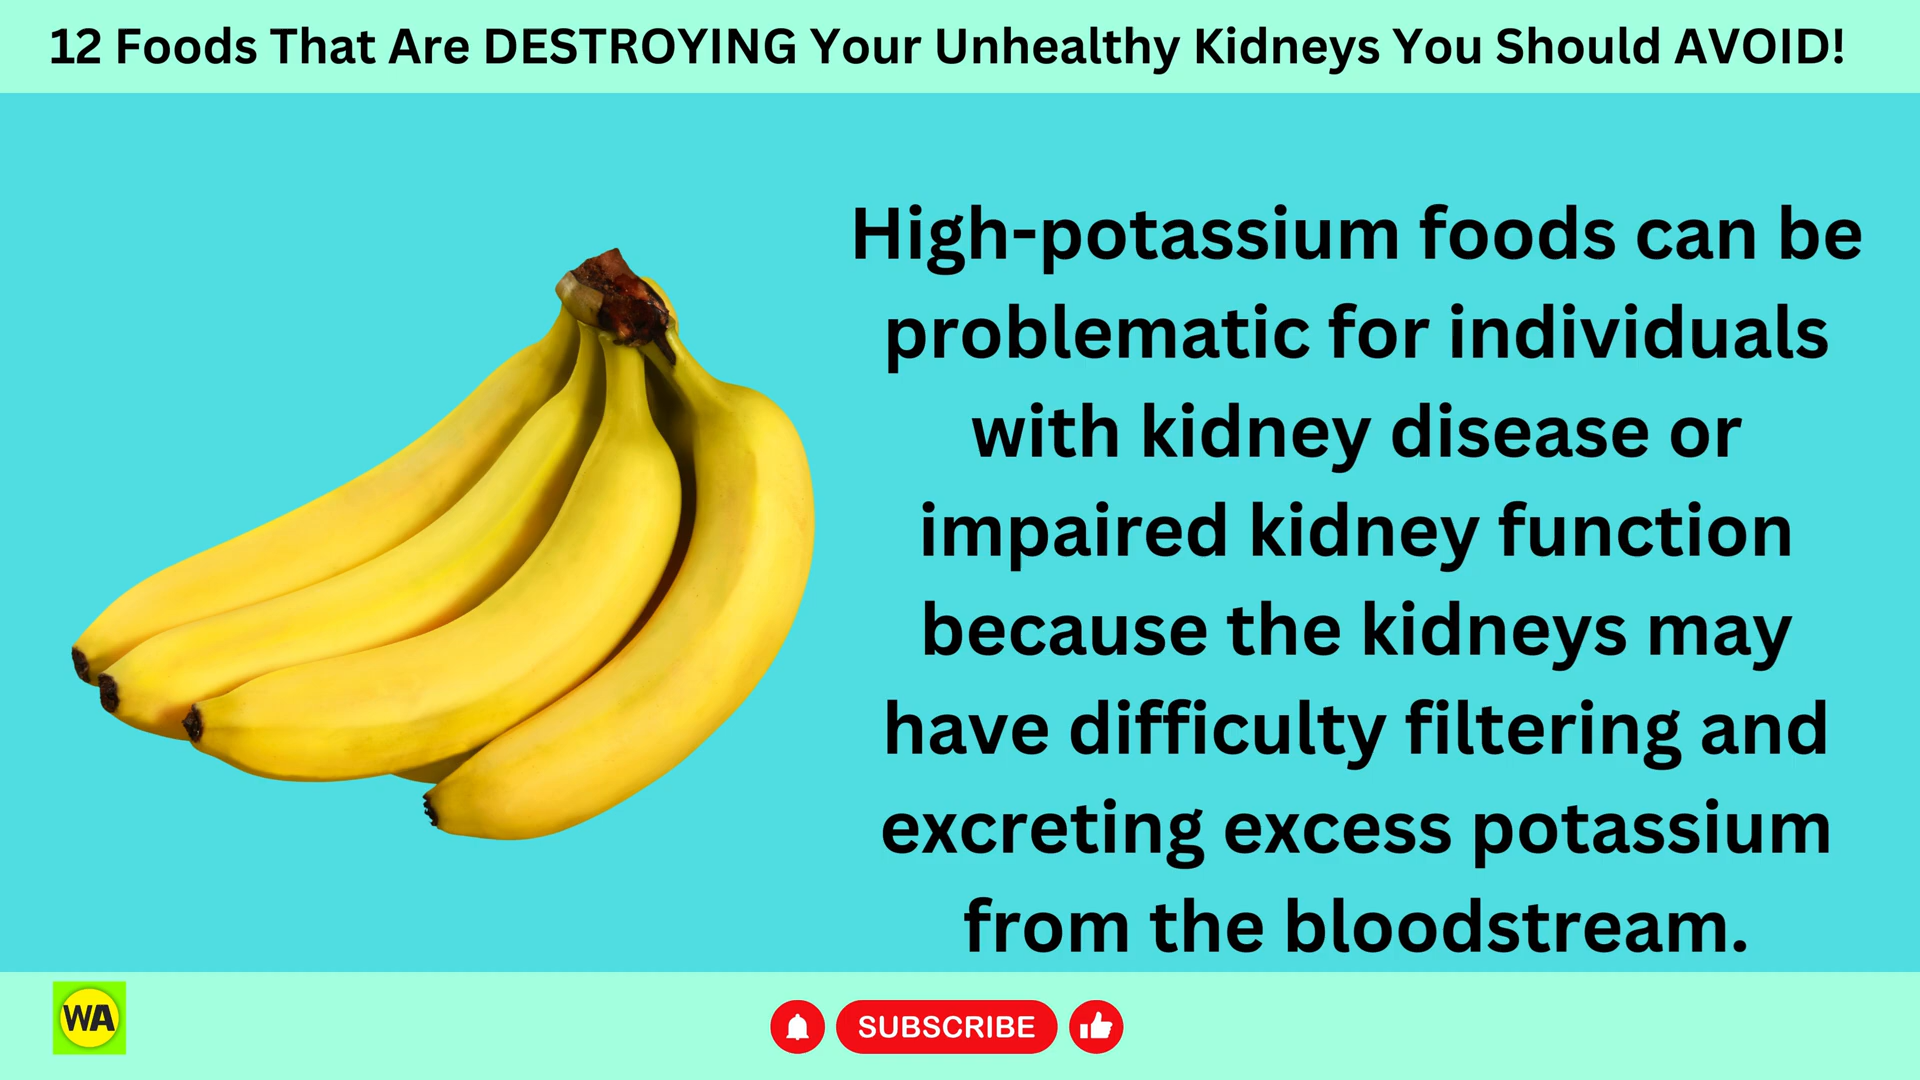 12 Foods That Are DESTROYING Your Unhealthy Kidneys You Should AVOID!
High-potassium foods can be
problematic for individuals
with kidney disease or
impaired kidney function
because the kidneys may
have difficulty filtering and
excreting excess potassium
from the bloodstream.
WA
SUBSCRIBE